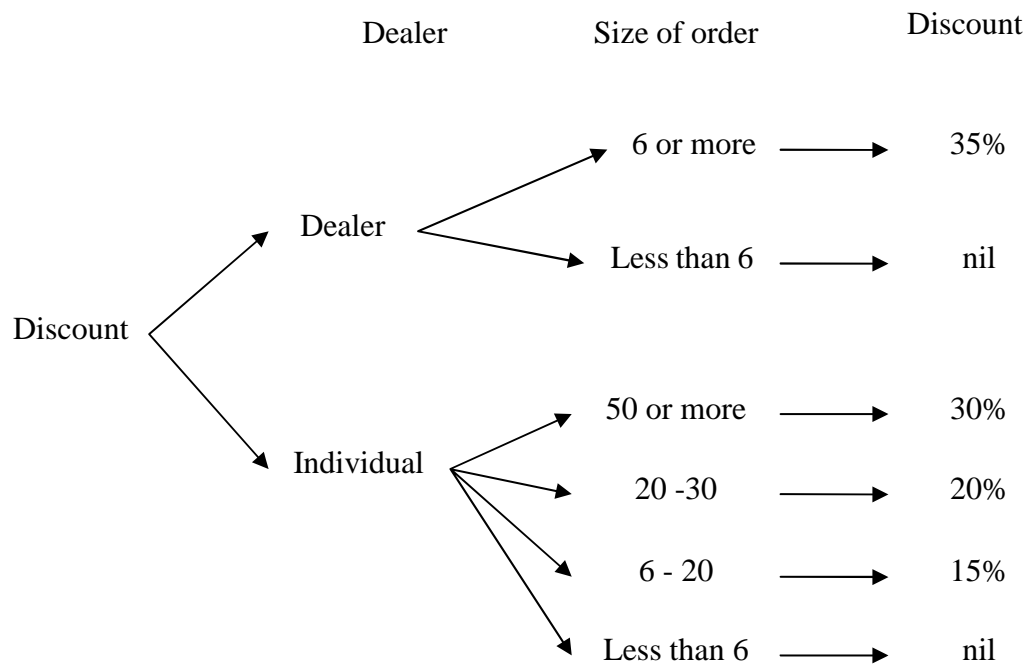 Dealer Size of order Discount
6 or more 35%
Dealer
Less than 6 nil
Discount
50 or more 30%
Individual
20 -30 20%
6 - 20 15%
Less than 6 nil